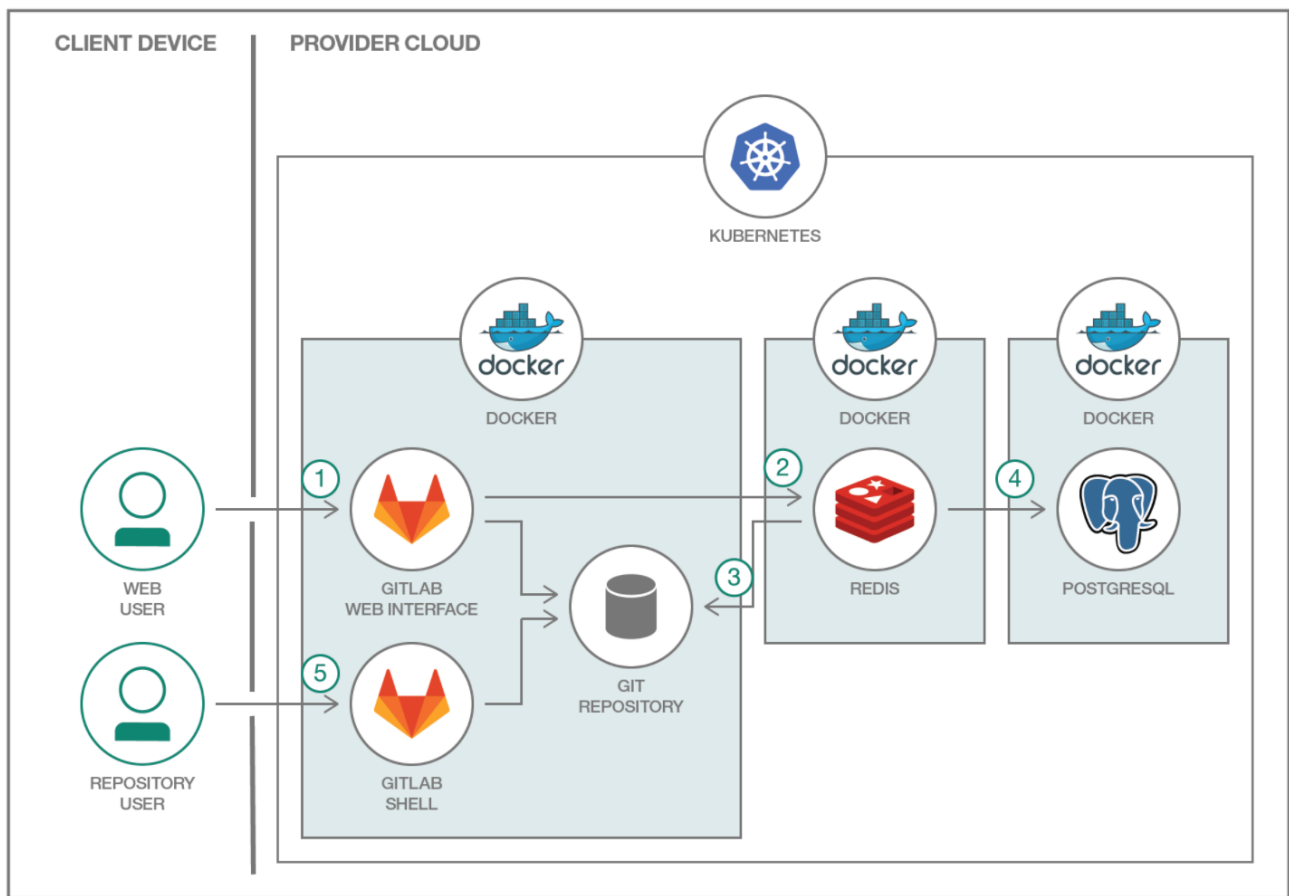 CLIENT DEVICE
PROVIDER CLOUD
KUBERNETES
docker
DOCKER
docker
DOCKER
docker
DOCKER
1
2
4
WEB
USER
GITLAB
WEB INTERFACE
3
REDIS
POSTGRESQL
5
GIT
REPOSITORY
REPOSITORY
USER
GITLAB
SHELL